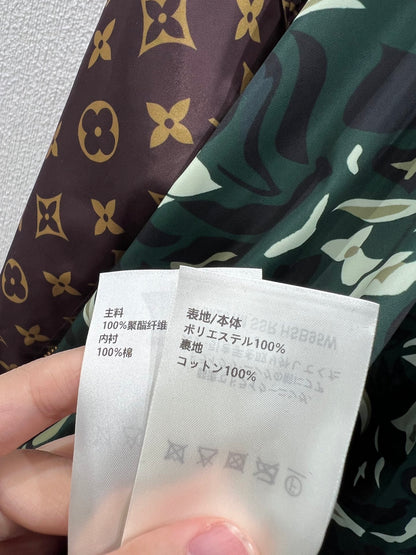 主料
100%聚酯纤维
内衬
100%棉
表地/本体
ポリエステル100%
裏地
コットン100%